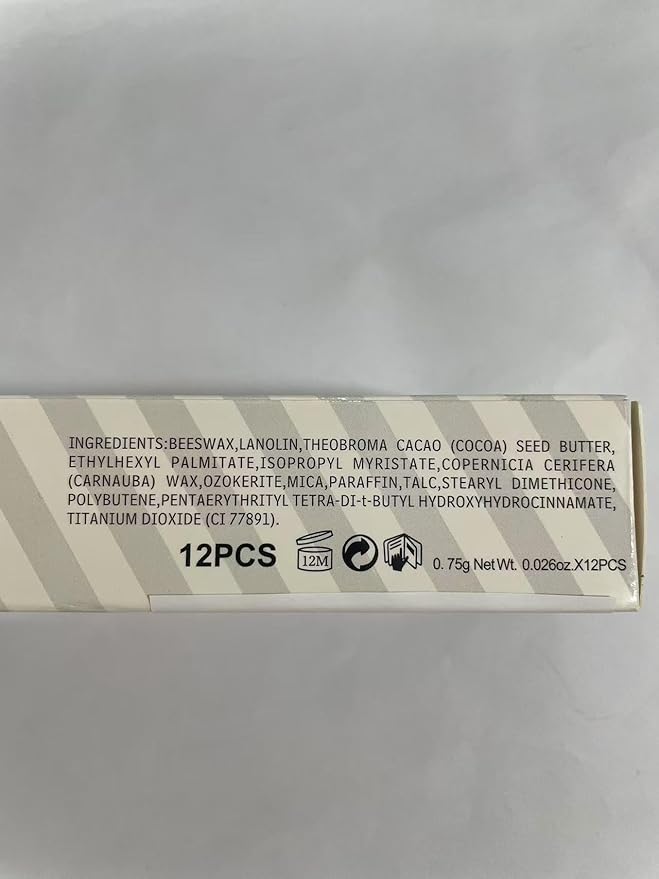 INGREDIENTS:BEESWAX,LANOLIN,THEOBROMA CACAO (COCOA) SEED BUTTER,
ETHYLHEXYL PALMITATE,ISOPROPYL MYRISTATE,COPERNICIA CERIFERA
(CARNAUBA) WAX,OZOKERITE,MICA,PARAFFIN,TALC,STEARYL DIMETHICONE,
POLYBUTENE,PENTAERYTHRITYL TETRA-DI-t-BUTYL HYDROXYHYDROCINNAMATE,
TITANIUM DIOXIDE (CI 77891).
12PCS 12M 0. 75g Net Wt. 0.026oz.X12PCS